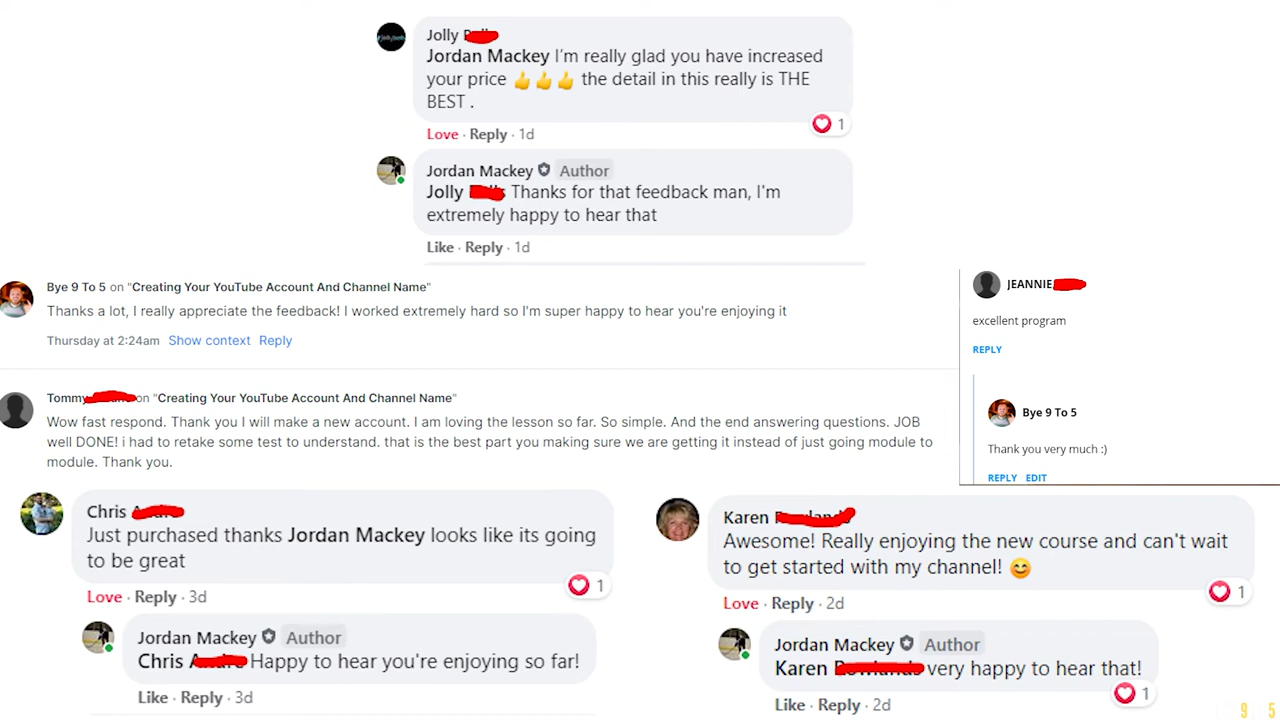 Jolly
Jordan Mackey I'm really glad you have increased
your price 👍👍👍 the detail in this really is THE
BEST .
1
Love · Reply · 1d
Jordan Mackey Author
Jolly Thanks for that feedback man, I'm
extremely happy to hear that
Like · Reply · 1d
Bye 9 To 5 on "Creating Your YouTube Account And Channel Name"
Thanks a lot, I really appreciate the feedback! I worked extremely hard so I'm super happy to hear you're enjoying it
Thursday at 2:24am Show context Reply
Tommy on "Creating Your YouTube Account And Channel Name"
Wow fast respond. Thank you I will make a new account. I am loving the lesson so far. So simple. And the end answering questions. JOB
well DONE! i had to retake some test to understand. that is the best part you making sure we are getting it instead of just going module to
module. Thank you.
JEANNIE
excellent program
REPLY
Bye 9 To 5
Thank you very much :)
REPLY EDIT
Chris
Just purchased thanks Jordan Mackey looks like its going
to be great
1
Love · Reply · 3d
Jordan Mackey Author
Chris Happy to hear you're enjoying so far!
Like · Reply · 3d
Karen
Awesome! Really enjoying the new course and can't wait
to get started with my channel! 😊
1
Love · Reply · 2d
Jordan Mackey Author
Karen very happy to hear that!
1
Like · Reply · 2d
9 5